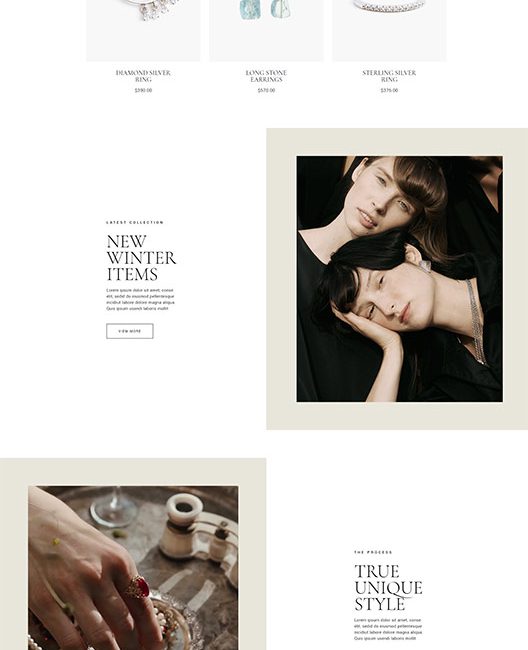 DIAMOND SILVER
RING
$390.00
LONG STONE
EARRINGS
$570.00
STERLING SILVER
RING
$376.00
LATEST COLLECTION
NEW
WINTER
ITEMS
Lorem ipsum dolor sit amet, conse
elit, sedid do eiusmod pellentesque
incidiut labore dolore magna aliqua.
Quis ipsum usendi laboris mollit
VIEW MORE
THE PROCESS
TRUE
UNIQUE
STYLE
Lorem ipsum dolor sit amet, conse
elit, sedid do eiusmod pellentesque
incidiut labore dolore magna aliqua.
Quis ipsum usendi laboris mollit